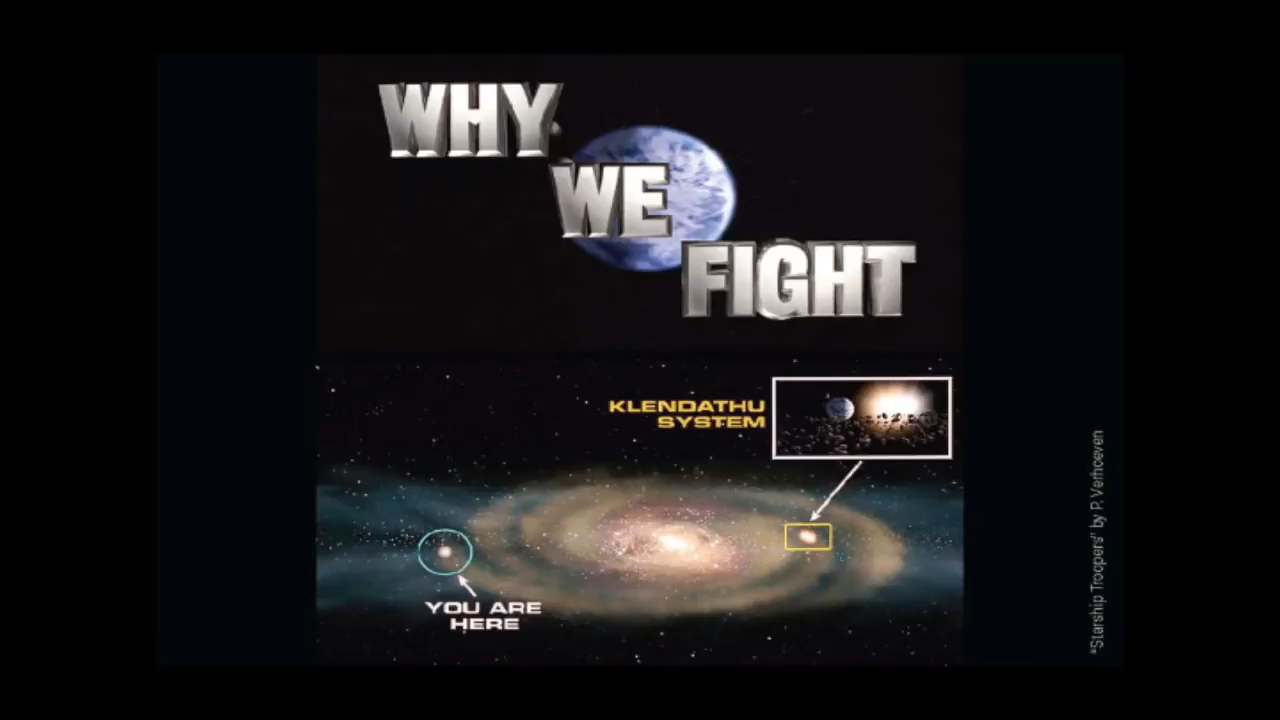 WHY
WE
FIGHT
KLENDATHU
SYSTEM
YOU ARE
HERE
"Starship Troopers" by P. Verhoeven